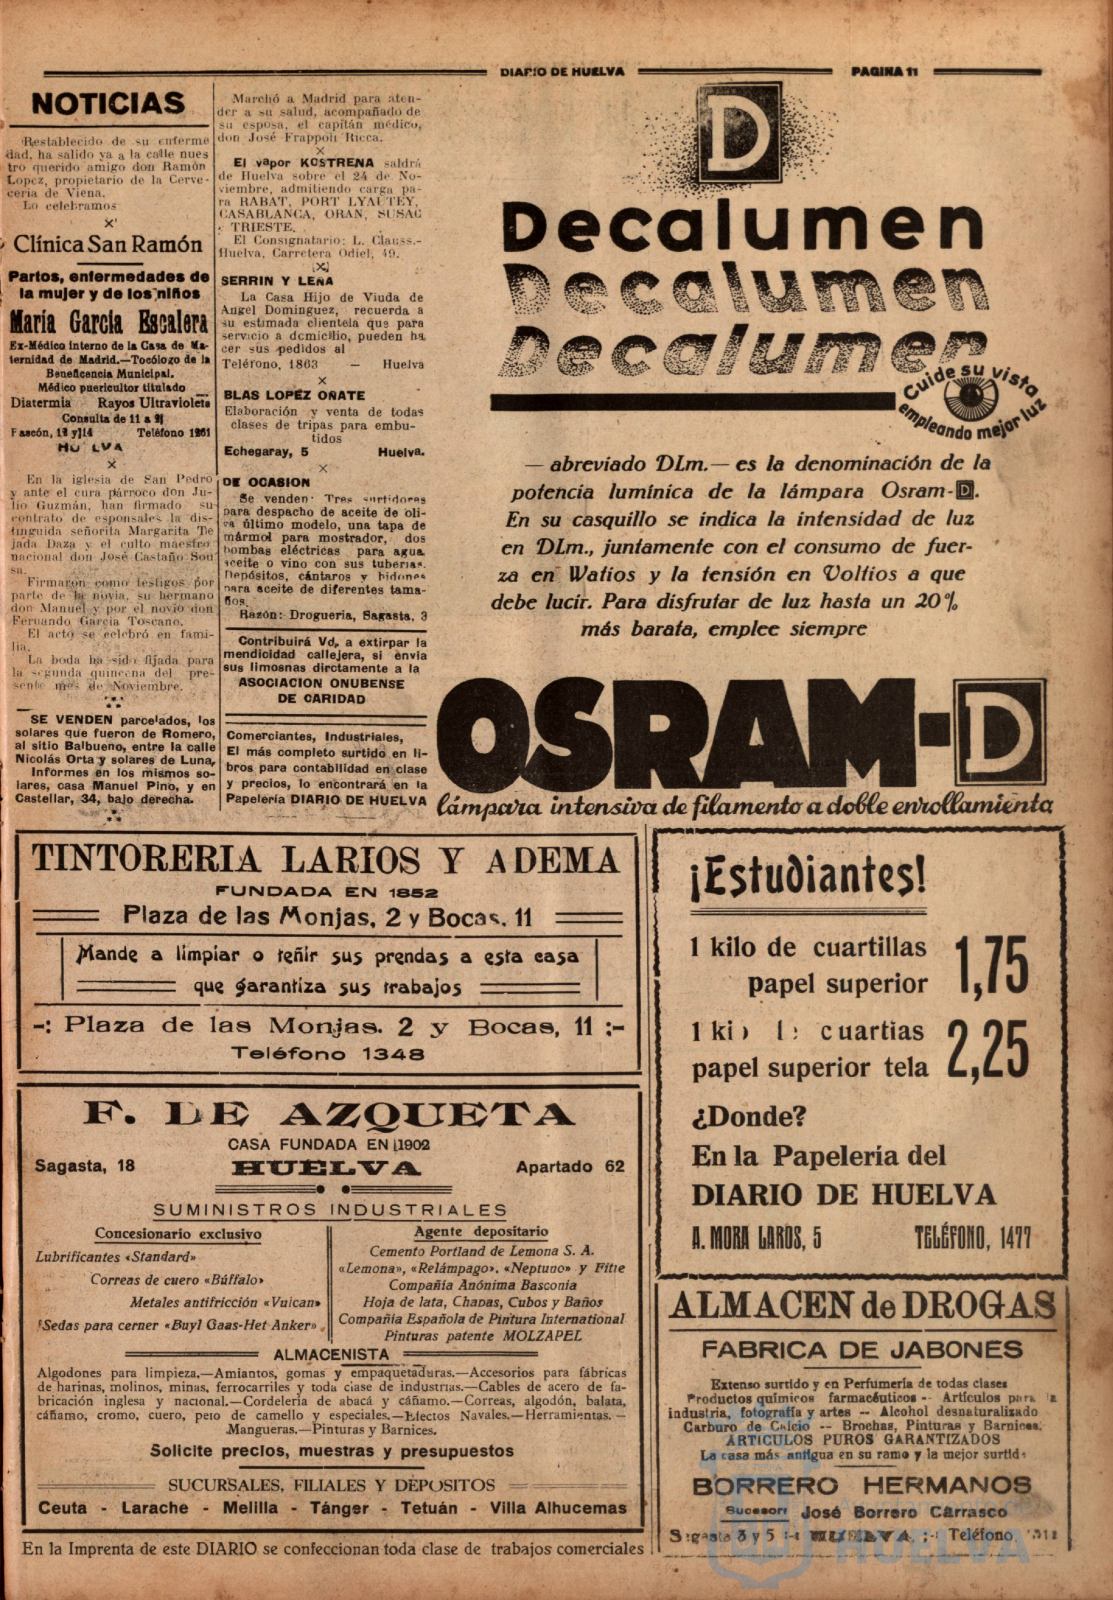 DIARIO DE HUELVA
PAGINA 11
NOTICIAS
Restablecido de su enferme
dad, ha salido ya a la calle nues
tro querido amigo don Ramón
Lopez, propietario de la Cerve-
cería de Viena.
Lo celebramos
×
Clínica San Ramón
Partos, enfermedades de
la mujer y de los niños
María García Escalera
Ex-Médico interno de la Casa de Ma-
ternidad de Madrid.—Tocólogo de la
Beneficencia Municipal.
Médico puericultor titulado
Diatermia Rayos Ultravioleta
Consulta de 11 a
Fascón, 12 y 14 Teléfono 1261
HU LVA
×
En la iglesia de San Pedro
y ante el cura párroco don Ju-
lio Guzmán, han firmado su
contrato de esponsales la dis-
tinguida señorita Margarita Te
jada Daza y el culto maestro
nacional don José Castaño Sou
sa.
Firmaron como testigos por
parte de la novia, su hermano
don Manuel y por el novio don
Fernando García Toscano.
El acto se celebró en fami-
lia.
La boda ha sido fijada para
la segunda quincena del pre-
sente mes de Noviembre.
SE VENDEN parcelados, los
solares que fueron de Romero,
al sitio Balbueno, entre la calle
Nicolás Orta y solares de Luna,
Informes en los mismos so-
lares, casa Manuel Pino, y en
Castellar, 34, bajo derecha.
Marchó a Madrid para aten-
der a su salud, acompañado de
su esposa, el capitán médico,
don José Frappolí Ricca.
×
El vapor KOSTRENA saldrá
de Huelva sobre el 24 de No-
viembre, admitiendo carga pa-
ra RABAT, PORT LYAUTEY,
CASABLANCA, ORAN, SUSAC
TRIESTE.
El Consignatario: L. Clauss.-
Huelva, Carretera Odiel, 49.
×
SERRIN Y LEÑA
La Casa Hijo de Viuda de
Angel Dominguez, recuerda a
su estimada clientela que para
servicio a domicilio, pueden ha
cer sus pedidos al
Teléfrono, 1863 — Huelva
×
BLAS LOPEZ OÑATE
Elaboración y venta de todas
clases de tripas para embu-
tidos
Echegaray, 5 Huelva.
×
DE OCASION
Se venden: Tres surtidores
para despacho de aceite de oli-
va último modelo, una tapa de
mármol para mostrador, dos
bombas eléctricas para agua
aceite o vino con sus tuberías.
Depósitos, cántaros y bidones
para aceite de diferentes tama-
ños.
Razón: Drogueria, Sagasta, 3
Contribuirá Vd. a extirpar la
mendicidad callejera, si envia
sus limosnas dirctamente a la
ASOCIACION ONUBENSE
DE CARIDAD
Comerciantes, Industriales,
El más completo surtido en li-
bros para contabilidad en clase
y precios, lo encontrará en la
Papelería DIARIO DE HUELVA
D
Decalumen
Decalumen
Decalumen
Cuide su vista
empleando mejor luz
— abreviado DLm.— es la denominación de la
potencia lumínica de la lámpara Osram-D.
En su casquillo se indica la intensidad de luz
en DLm., juntamente con el consumo de fuer-
za en Watios y la tensión en Voltios a que
debe lucir. Para disfrutar de luz hasta un 20%
más barata, emplee siempre
OSRAM-D
lámpara intensiva de filamento a doble enrollamienta
TINTORERIA LARIOS Y ADEMA
FUNDADA EN 1852
Plaza de las Monjas, 2 y Bocas, 11
Mande a limpiar o teñir sus prendas a esta casa
que garantiza sus trabajos
-: Plaza de las Monjas. 2 y Bocas, 11 :-
Teléfono 1348
F. DE AZQUETA
CASA FUNDADA EN 1902
Sagasta, 18 HUELVA Apartado 62
SUMINISTROS INDUSTRIALES
Concesionario exclusivo
Lubrificantes «Standard»
Correas de cuero «Búffalo»
Metales antifricción «Vulcan»
Sedas para cerner «Buyl Gaas-Het Anker»
Agente depositario
Cemento Portland de Lemona S. A.
«Lemona», «Relámpago». «Neptuno» y Fitie
Compañía Anónima Basconia
Hoja de lata, Chapas, Cubos y Baños
Compañia Española de Pintura International
Pinturas patente MOLZAPEL
ALMACENISTA
Algodones para limpieza.—Amiantos, gomas y empaquetaduras.—Accesorios para fábricas
de harinas, molinos, minas, ferrocarriles y toda clase de industrias.—Cables de acero de fa-
bricación inglesa y nacional.—Cordelería de abacá y cáñamo.—Correas, algodón, balata,
cáñamo, cromo, cuero, pelo de camello y especiales.—Efectos Navales.—Herramientas.—
Mangueras.—Pinturas y Barnices.
Solicite precios, muestras y presupuestos
SUCURSALES, FILIALES Y DEPOSITOS
Ceuta - Larache - Melilla - Tánger - Tetuán - Villa Alhucemas
En la Imprenta de este DIARIO se confeccionan toda clase de trabajos comerciales
¡Estudiantes!
1 kilo de cuartillas
papel superior 1,75
1 ki cuartias
papel superior tela 2,25
¿Donde?
En la Papelería del
DIARIO DE HUELVA
A. MORA LAROS, 5 TELÉFONO, 1477
ALMACEN de DROGAS
FABRICA DE JABONES
Extenso surtido y en Perfumería de todas clases
Productos químicos farmacéuticos -- Artículos para la
industria, fotografía y artes -- Alcohol desnaturalizado
Carburo de Calcio -- Brochas, Pinturas y Barnices.
ARTICULOS PUROS GARANTIZADOS
La casa más antigua en su ramo y la mejor surtida
BORRERO HERMANOS
Sucesor: José Borrero Carrasco
Sagasta 3 y 5 :-: HUELVA :-: Teléfono,
HUELVA